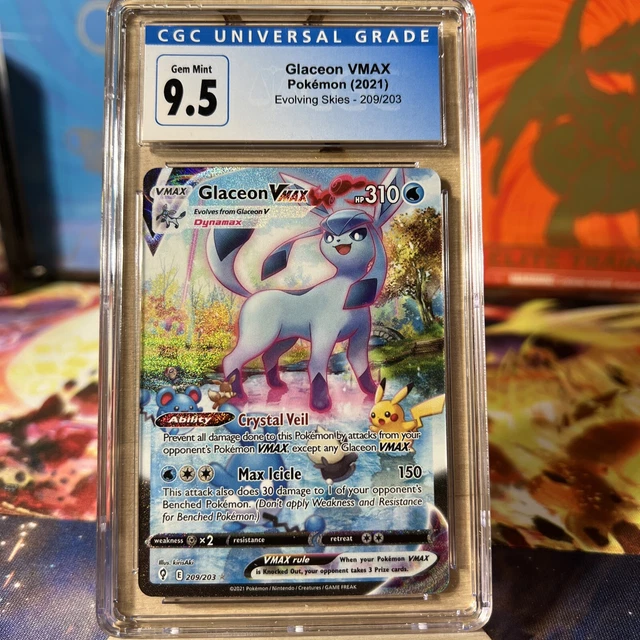 CGC UNIVERSAL GRADE
Gem Mint
9.5
Glaceon VMAX
Pokémon (2021)
Evolving Skies - 209/203
VMAX
Glaceon VMAX
HP 310
Evolves from Glaceon V
Dynamax
Ability Crystal Veil
Prevent all damage done to this Pokémon by attacks from your
opponent's Pokémon VMAX, except any Glaceon VMAX.
Max Icicle 150
This attack also does 30 damage to 1 of your opponent's
Benched Pokémon. (Don't apply Weakness and Resistance
for Benched Pokémon.)
weakness ×2 resistance retreat
Illus. kirisAki
VMAX rule When your Pokémon VMAX
is Knocked Out, your opponent takes 3 Prize cards.
E 209/203
©2021 Pokémon / Nintendo / Creatures / GAME FREAK